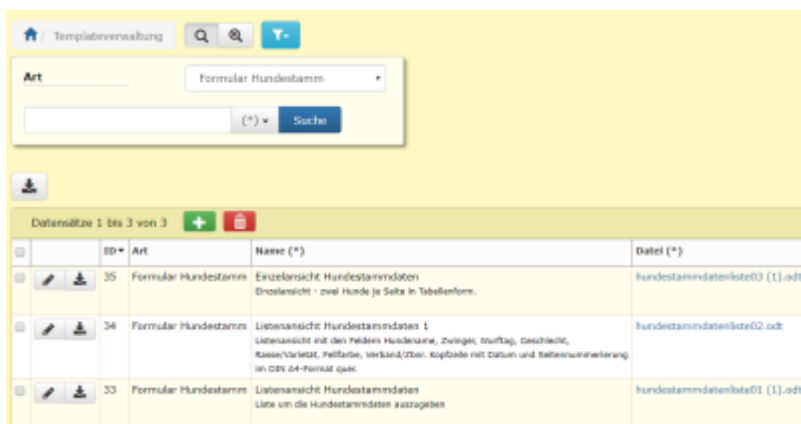 / Templateverwaltung
Art
Formular Hundestamm
(*)
Suche
Datensätze 1 bis 3 von 3
ID Art Name (*) Datei (*)
35 Formular Hundestamm Einzelansicht Hundestammdaten hundestammdatenliste03 (1).odt
Einzelansicht - zwei Hunde je Seite in Tabellenform.
34 Formular Hundestamm Listenansicht Hundestammdaten 1 hundestammdatenliste02.odt
Listenansicht mit den Feldern Hundename, Zwinger, Wurftag, Geschlecht,
Rasse/Varietät, Fellfarbe, Verband/Zbnr. Kopfzeile mit Datum und Seitennummerierung
im DIN A4-Format quer.
33 Formular Hundestamm Listenansicht Hundestammdaten hundestammdatenliste01 (1).odt
Liste um die Hundestammdaten auszugeben